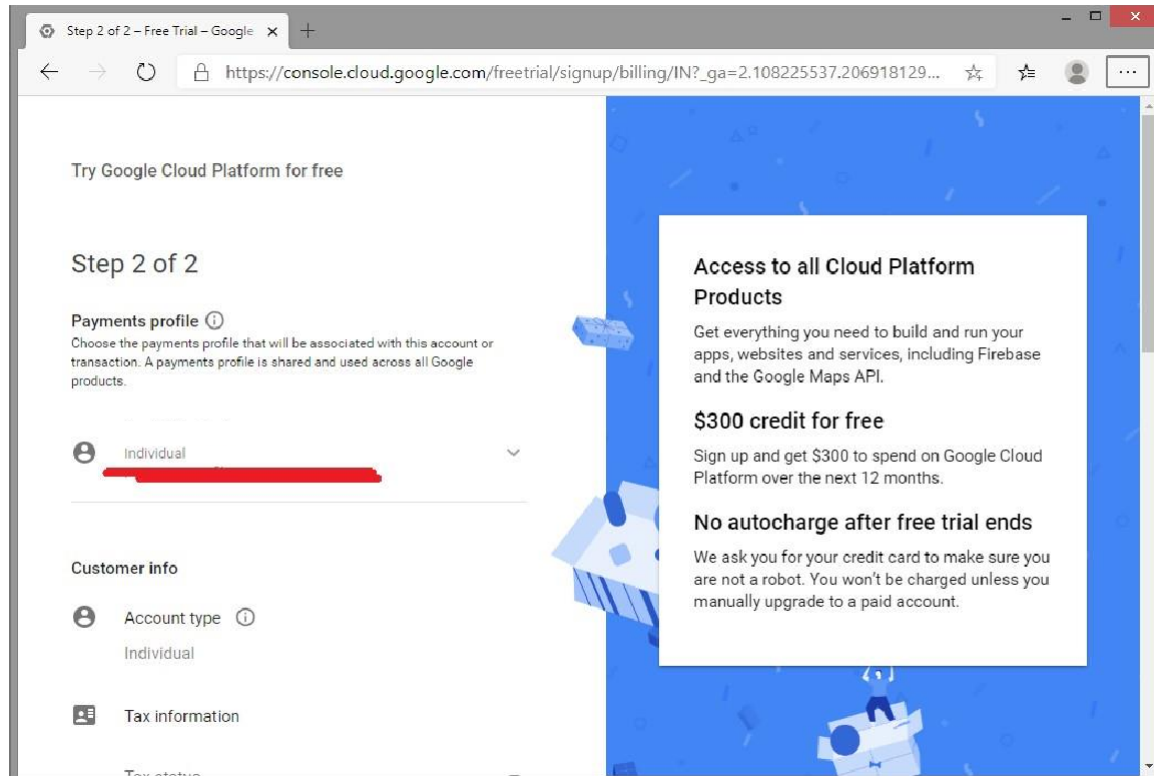 Step 2 of 2 – Free Trial – Google
https://console.cloud.google.com/freetrial/signup/billing/IN?_ga=2.108225537.206918129...
Try Google Cloud Platform for free
Step 2 of 2
Payments profile
Choose the payments profile that will be associated with this account or
transaction. A payments profile is shared and used across all Google
products.
Individual
Customer info
Account type
Individual
Tax information
Tax status
Access to all Cloud Platform
Products
Get everything you need to build and run your
apps, websites and services, including Firebase
and the Google Maps API.
$300 credit for free
Sign up and get $300 to spend on Google Cloud
Platform over the next 12 months.
No autocharge after free trial ends
We ask you for your credit card to make sure you
are not a robot. You won't be charged unless you
manually upgrade to a paid account.